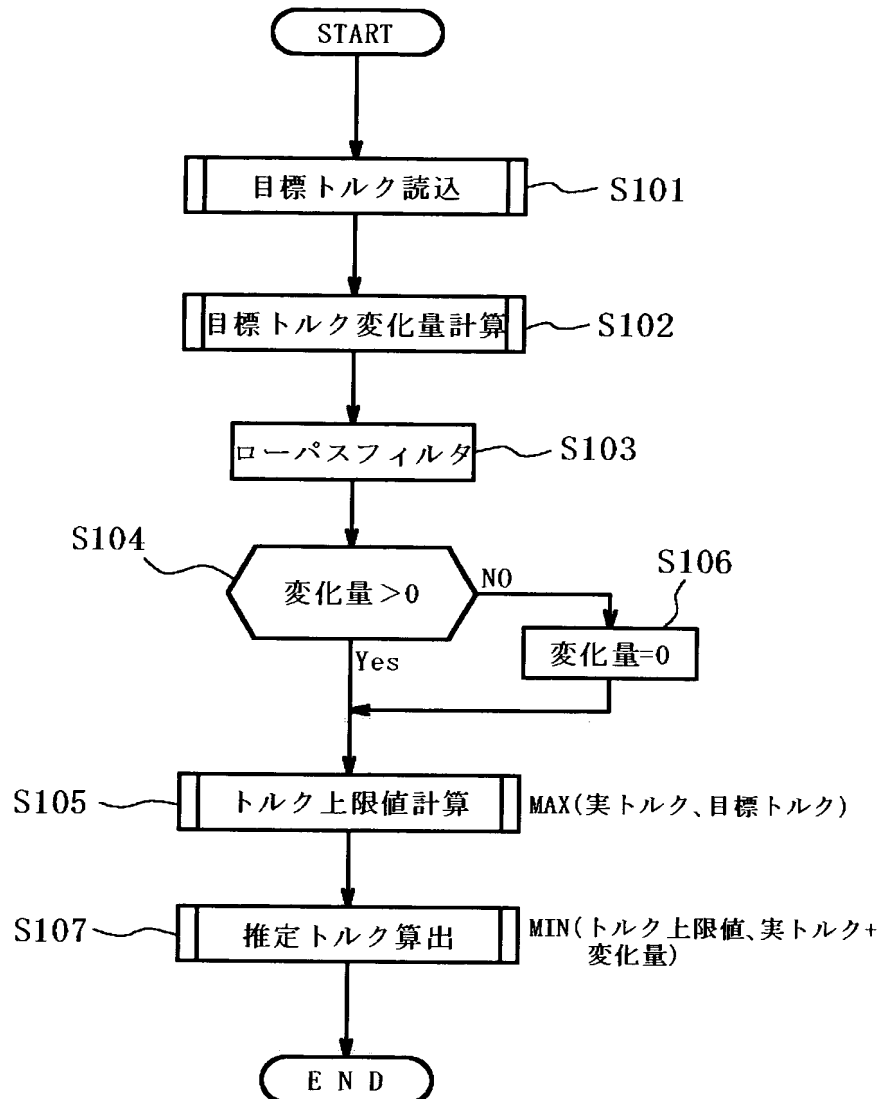 START
目標トルク読込
S101
目標トルク変化量計算
S102
ローパスフィルタ
S103
S104
変化量>0
NO
S106
変化量=0
Yes
S105
トルク上限値計算
MAX(実トルク、目標トルク)
S107
推定トルク算出
MIN(トルク上限値、実トルク+
変化量)
END